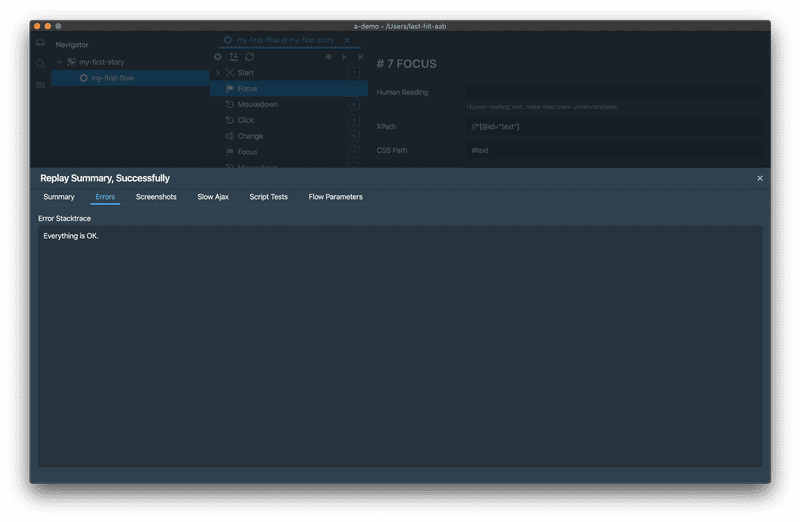 a-demo - /Users/last-hit-aab
Navigator
my-first-story
my-first-flow
my-first-flow @ my-first-story
Start
Focus
Mousedown
Click
Change
Focus
Mousedown
# 7 FOCUS
Human Reading
Human reading text, make step more understandable.
XPath
//*[@id="text"]
CSS Path
#text
Replay Summary, Successfully
Summary
Errors
Screenshots
Slow Ajax
Script Tests
Flow Parameters
Error Stacktrace
Everything is OK.